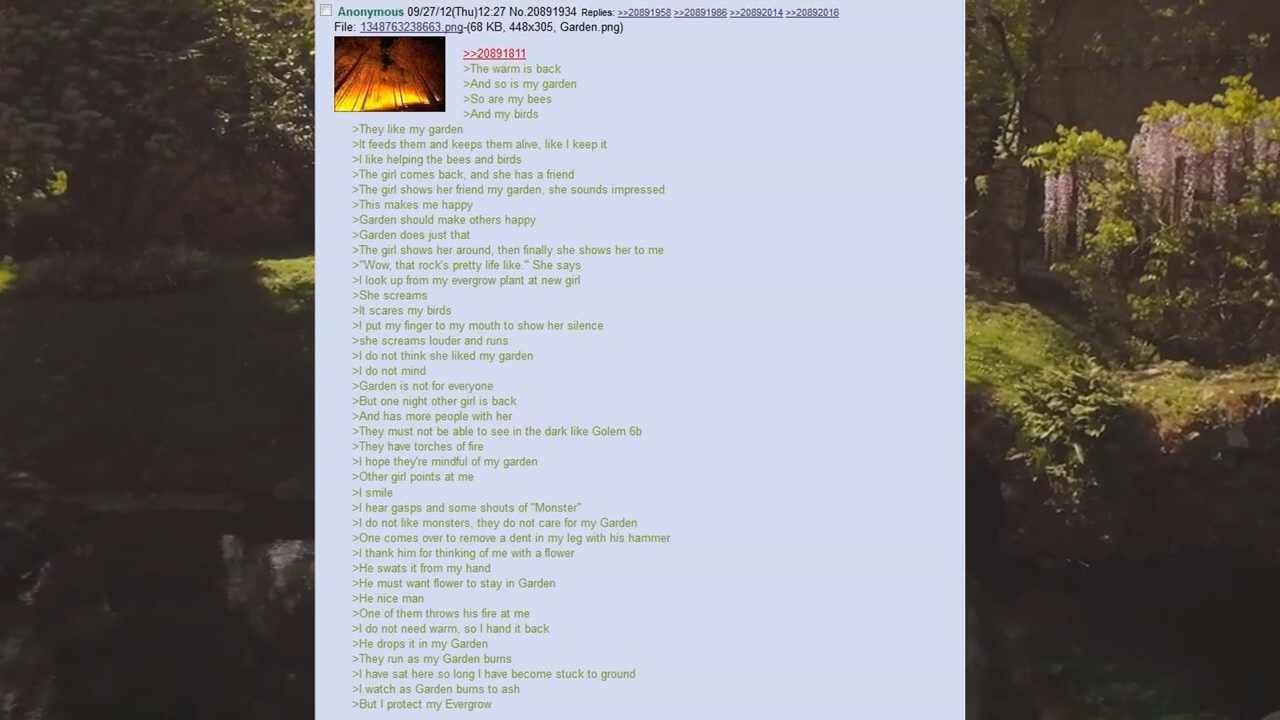 Anonymous 09/27/12(Thu)12:27 No.20891934 Replies: >>20891958 >>20891986 >>20892014 >>20892016
File: 1348763238663.png-(68 KB, 448x305, Garden.png)
>>20891811
>The warm is back
>And so is my garden
>So are my bees
>And my birds
>They like my garden
>It feeds them and keeps them alive, like I keep it
>I like helping the bees and birds
>The girl comes back, and she has a friend
>The girl shows her friend my garden, she sounds impressed
>This makes me happy
>Garden should make others happy
>Garden does just that
>The girl shows her around, then finally she shows her to me
>"Wow, that rock's pretty life like." She says
>I look up from my evergrow plant at new girl
>She screams
>It scares my birds
>I put my finger to my mouth to show her silence
>she screams louder and runs
>I do not think she liked my garden
>I do not mind
>Garden is not for everyone
>But one night other girl is back
>And has more people with her
>They must not be able to see in the dark like Golem 6b
>They have torches of fire
>I hope they're mindful of my garden
>Other girl points at me
>I smile
>I hear gasps and some shouts of "Monster"
>I do not like monsters, they do not care for my Garden
>One comes over to remove a dent in my leg with his hammer
>I thank him for thinking of me with a flower
>He swats it from my hand
>He must want flower to stay in Garden
>He nice man
>One of them throws his fire at me
>I do not need warm, so I hand it back
>He drops it in my Garden
>They run as my Garden burns
>I have sat here so long I have become stuck to ground
>I watch as Garden burns to ash
>But I protect my Evergrow